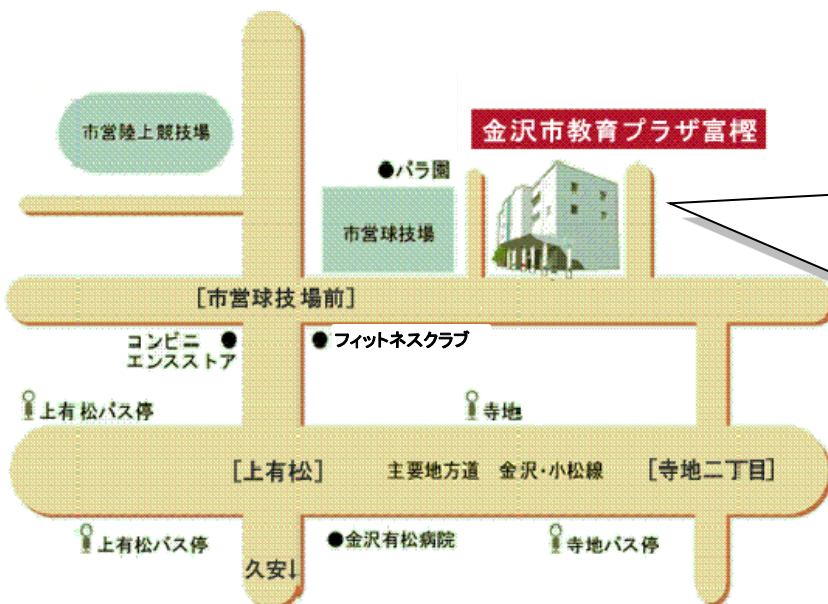 市営陸上競技場
金沢市教育プラザ富樫
●バラ園
市営球技場
[市営球技場前]
コンビニ
エンスストア
●フィットネスクラブ
上有松バス停
寺地
[上有松]
主要地方道 金沢・小松線
[寺地二丁目]
上有松バス停
●金沢有松病院
寺地バス停
久安↓